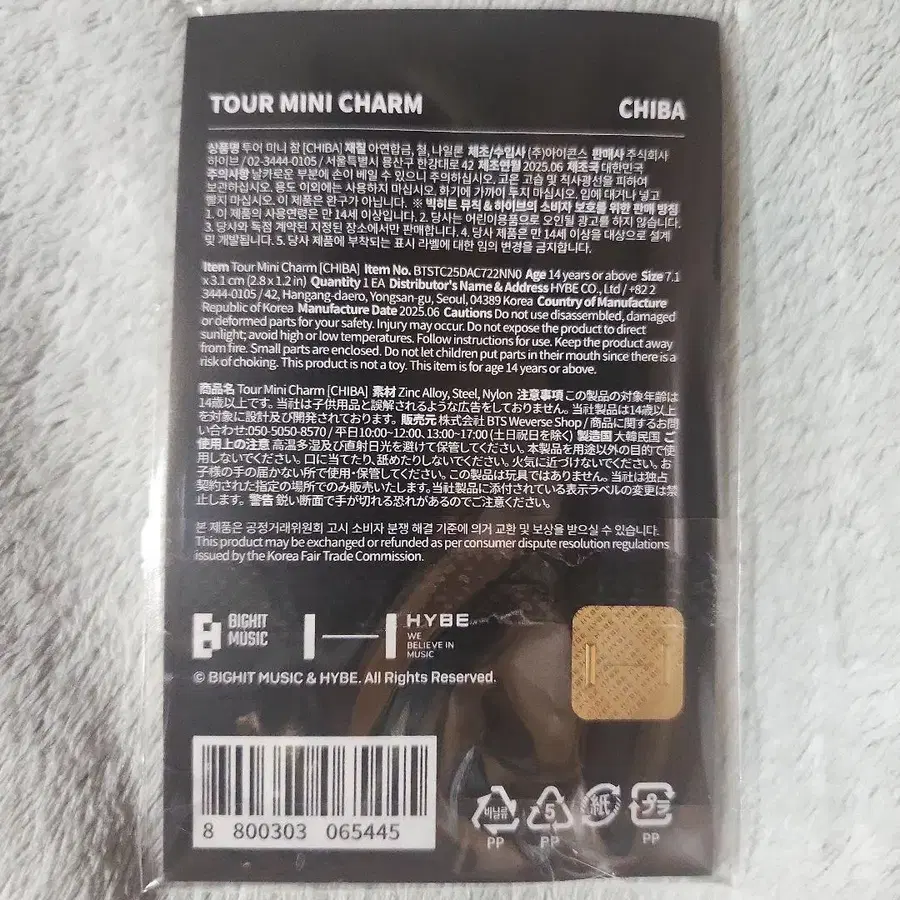 TOUR MINI CHARM CHIBA
상품명 투어 미니 참 [CHIBA] 재질 아연합금, 철, 나일론 제조/수입사 (주)아이콘스 판매사 주식회사
하이브 / 02-3444-0105 / 서울특별시 용산구 한강대로 42 제조연월 2025.06 제조국 대한민국
주의사항 날카로운 부분에 손이 베일 수 있으니 주의하십시오. 고온 고습 및 직사광선을 피하여
보관하십시오. 용도 이외에는 사용하지 마십시오. 화기에 가까이 두지 마십시오. 입에 대거나 넣고
빨지 마십시오. 이 제품은 완구가 아닙니다. ※ 빅히트 뮤직 & 하이브의 소비자 보호를 위한 판매 방침
1. 이 제품의 사용연령은 만 14세 이상입니다. 2. 당사는 어린이용품으로 오인될 광고를 하지 않습니다.
3. 당사와 독점 계약된 지정된 장소에서만 판매합니다. 4. 당사 제품은 만 14세 이상을 대상으로 설계
및 개발됩니다. 5. 당사 제품에 부착되는 표시 라벨에 대한 임의 변경을 금지합니다.
Item Tour Mini Charm [CHIBA] Item No. BTSTC25DAC722NN0 Age 14 years or above Size 7.1
x 3.1 cm (2.8 x 1.2 in) Quantity 1 EA Distributor's Name & Address HYBE CO., Ltd / +82 2
3444-0105 / 42, Hangang-daero, Yongsan-gu, Seoul, 04389 Korea Country of Manufacture
Republic of Korea Manufacture Date 2025.06 Cautions Do not use disassembled, damaged
or deformed parts for your safety. Injury may occur. Do not expose the product to direct
sunlight; avoid high or low temperatures. Follow instructions for use. Keep the product away
from fire. Small parts are enclosed. Do not let children put parts in their mouth since there is a
risk of choking. This product is not a toy. This item is for age 14 years or above.
商品名 Tour Mini Charm [CHIBA] 素材 Zinc Alloy, Steel, Nylon 注意事項 この製品の対象年齢は
14歳以上です。当社は子供用品と誤解されるような広告をしておりません。当社製品は14歳以上
を対象に設計及び開発されております。販売元 株式会社 BTS Weverse Shop / 商品に関するお問
い合わせ:050-5050-8570 / 平日10:00~12:00, 13:00~17:00 (土日祝日を除く) 製造国 大韓民国 ご
使用上の注意 高温多湿及び直射日光を避けて保管してください。本製品を用途以外の目的で使
用しないでください。口に当てたり、舐めたりしないでください。火気に近づけないでください。お
子様の手の届かない所で使用・保管してください。この製品は玩具ではありません。当社は独占
契約された指定の場所でのみ販売いたします。当社製品に添付されている表示ラベルの変更は禁
止します。警告 鋭い断面で手が切れる恐れがあるのでご注意ください。
본 제품은 공정거래위원회 고시 소비자 분쟁 해결 기준에 의거 교환 및 보상을 받으실 수 있습니다.
This product may be exchanged or refunded as per consumer dispute resolution regulations
issued by the Korea Fair Trade Commission.
BIGHIT
MUSIC
HYBE
WE
BELIEVE IN
MUSIC
© BIGHIT MUSIC & HYBE. All Rights Reserved.
8 800303 065445
비닐류 PP
5 PP
紙
プラ PP